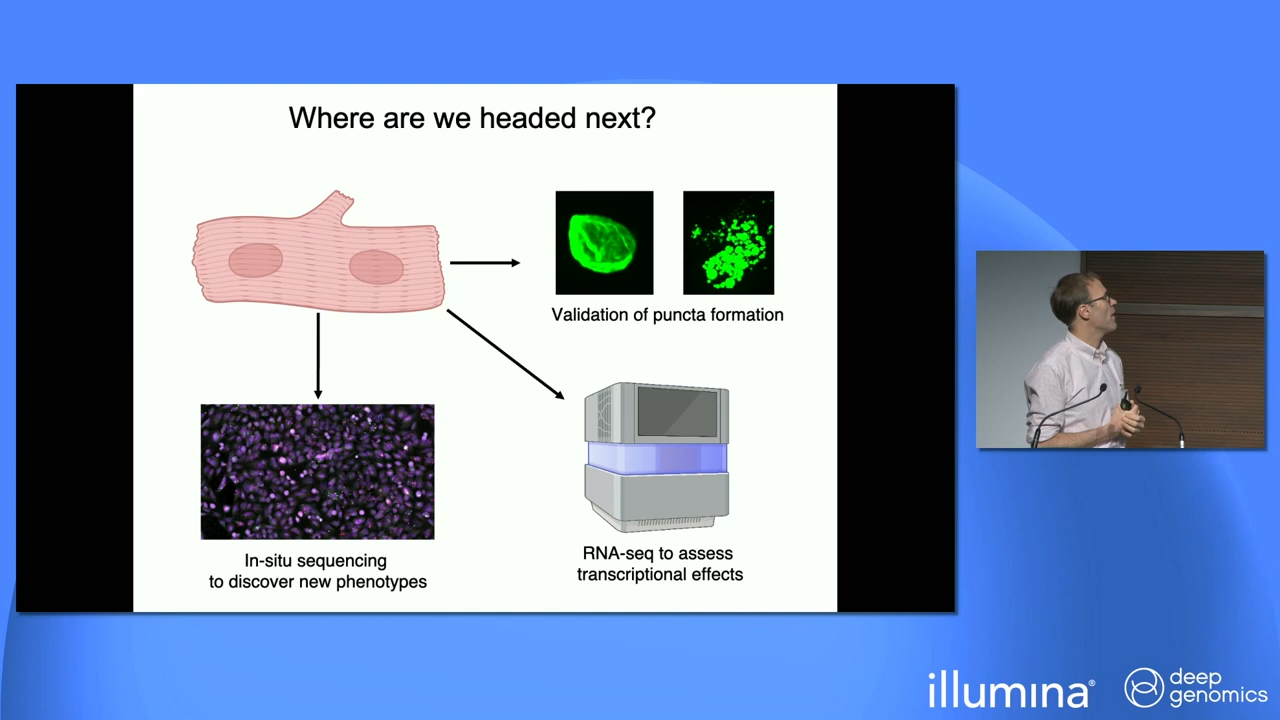 Where are we headed next?
Validation of puncta formation
In-situ sequencing
to discover new phenotypes
RNA-seq to assess
transcriptional effects
illumina®
deep
genomics